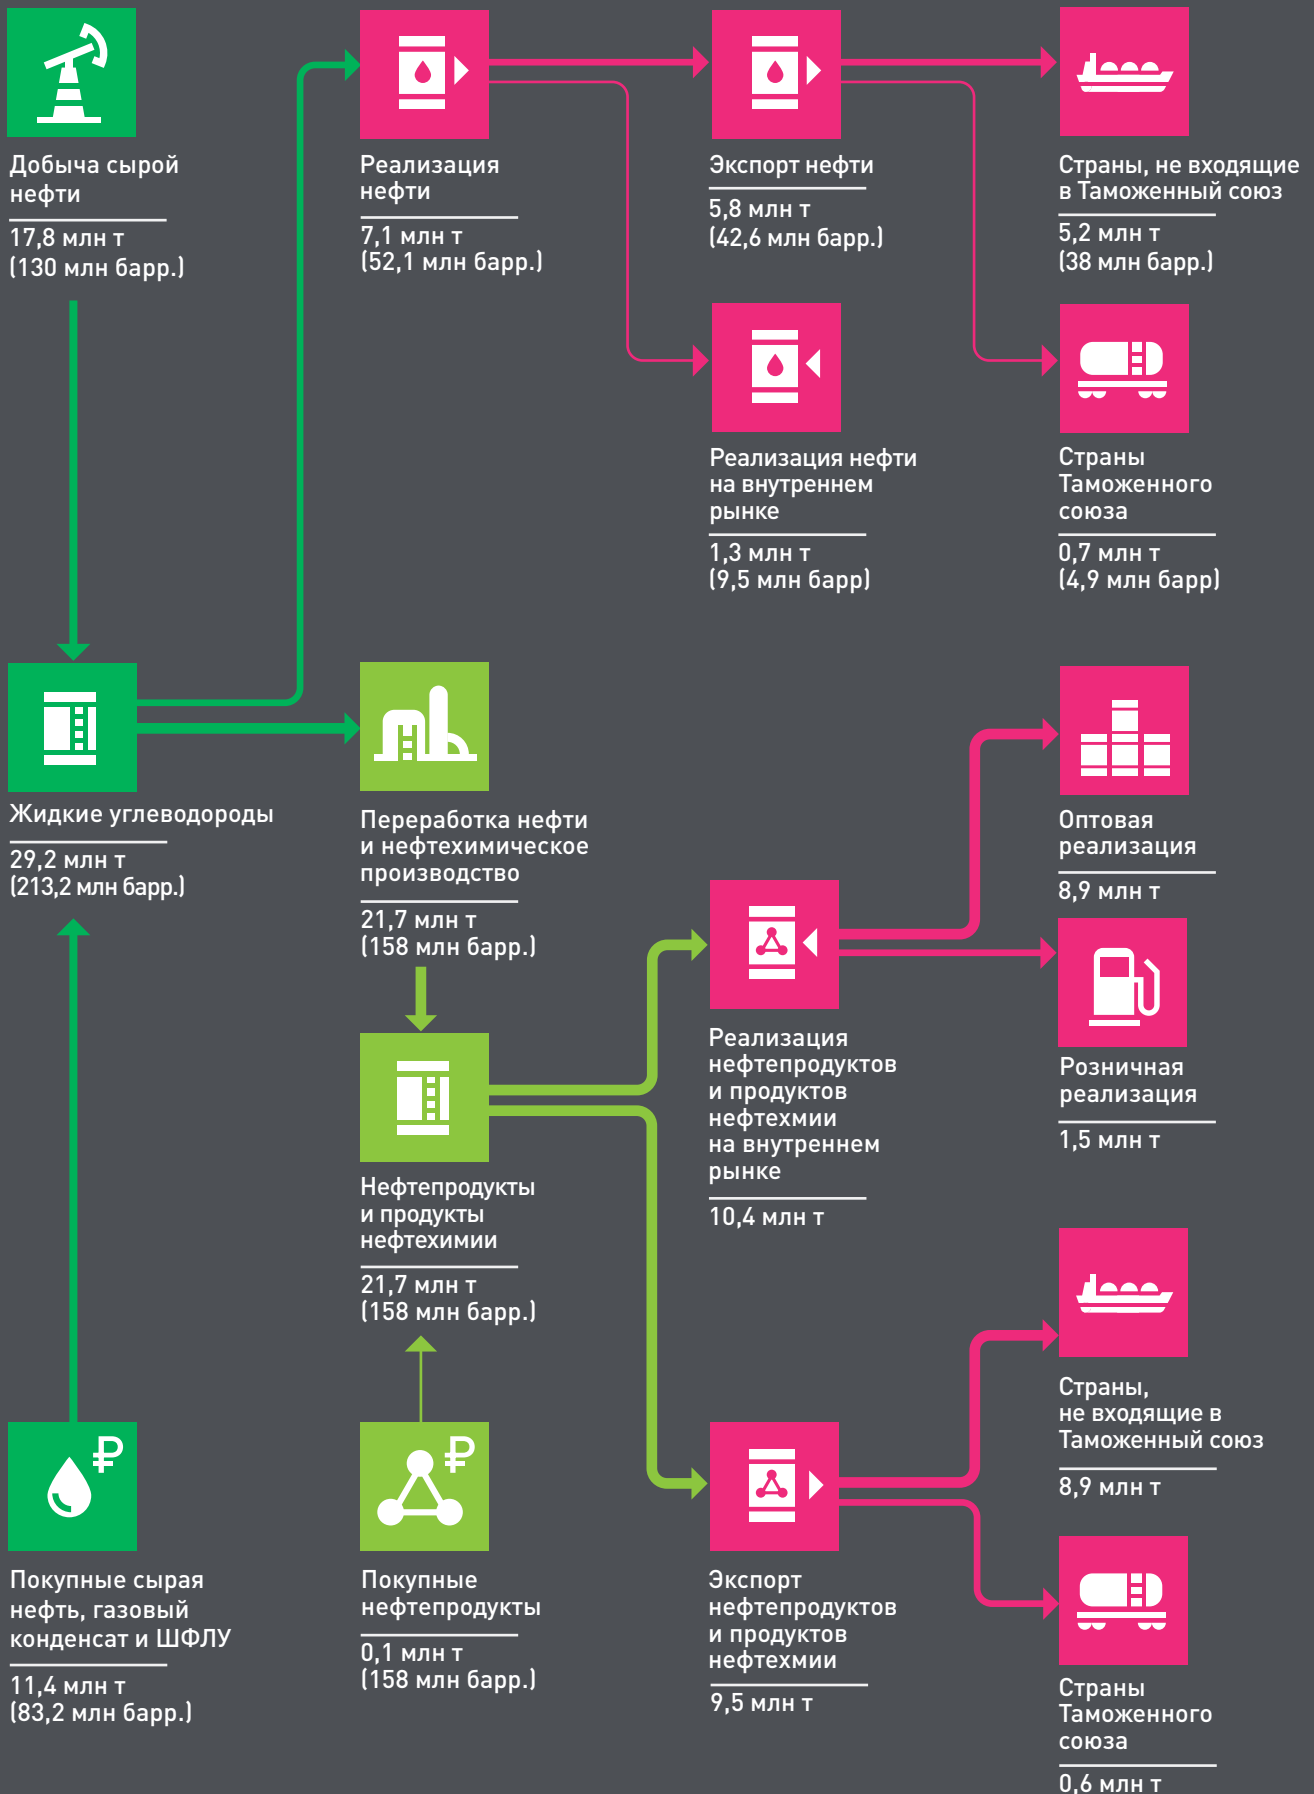 Добыча сырой
нефти
17,8 млн т
(130 млн барр.)
Реализация
нефти
7,1 млн т
(52,1 млн барр.)
Экспорт нефти
5,8 млн т
(42,6 млн барр.)
Страны, не входящие
в Таможенный союз
5,2 млн т
(38 млн барр.)
Реализация нефти
на внутреннем
рынке
1,3 млн т
(9,5 млн барр)
Страны
Таможенного
союза
0,7 млн т
(4,9 млн барр)
Жидкие углеводороды
29,2 млн т
(213,2 млн барр.)
Переработка нефти
и нефтехимическое
производство
21,7 млн т
(158 млн барр.)
Оптовая
реализация
8,9 млн т
Реализация
нефтепродуктов
и продуктов
нефтехмии
на внутреннем
рынке
10,4 млн т
Розничная
реализация
1,5 млн т
Нефтепродукты
и продукты
нефтехимии
21,7 млн т
(158 млн барр.)
Страны,
не входящие в
Таможенный союз
8,9 млн т
₽
Покупные сырая
нефть, газовый
конденсат и ШФЛУ
11,4 млн т
(83,2 млн барр.)
₽
Покупные
нефтепродукты
0,1 млн т
(158 млн барр.)
Экспорт
нефтепродуктов
и продуктов
нефтехмии
9,5 млн т
Страны
Таможенного
союза
0,6 млн т